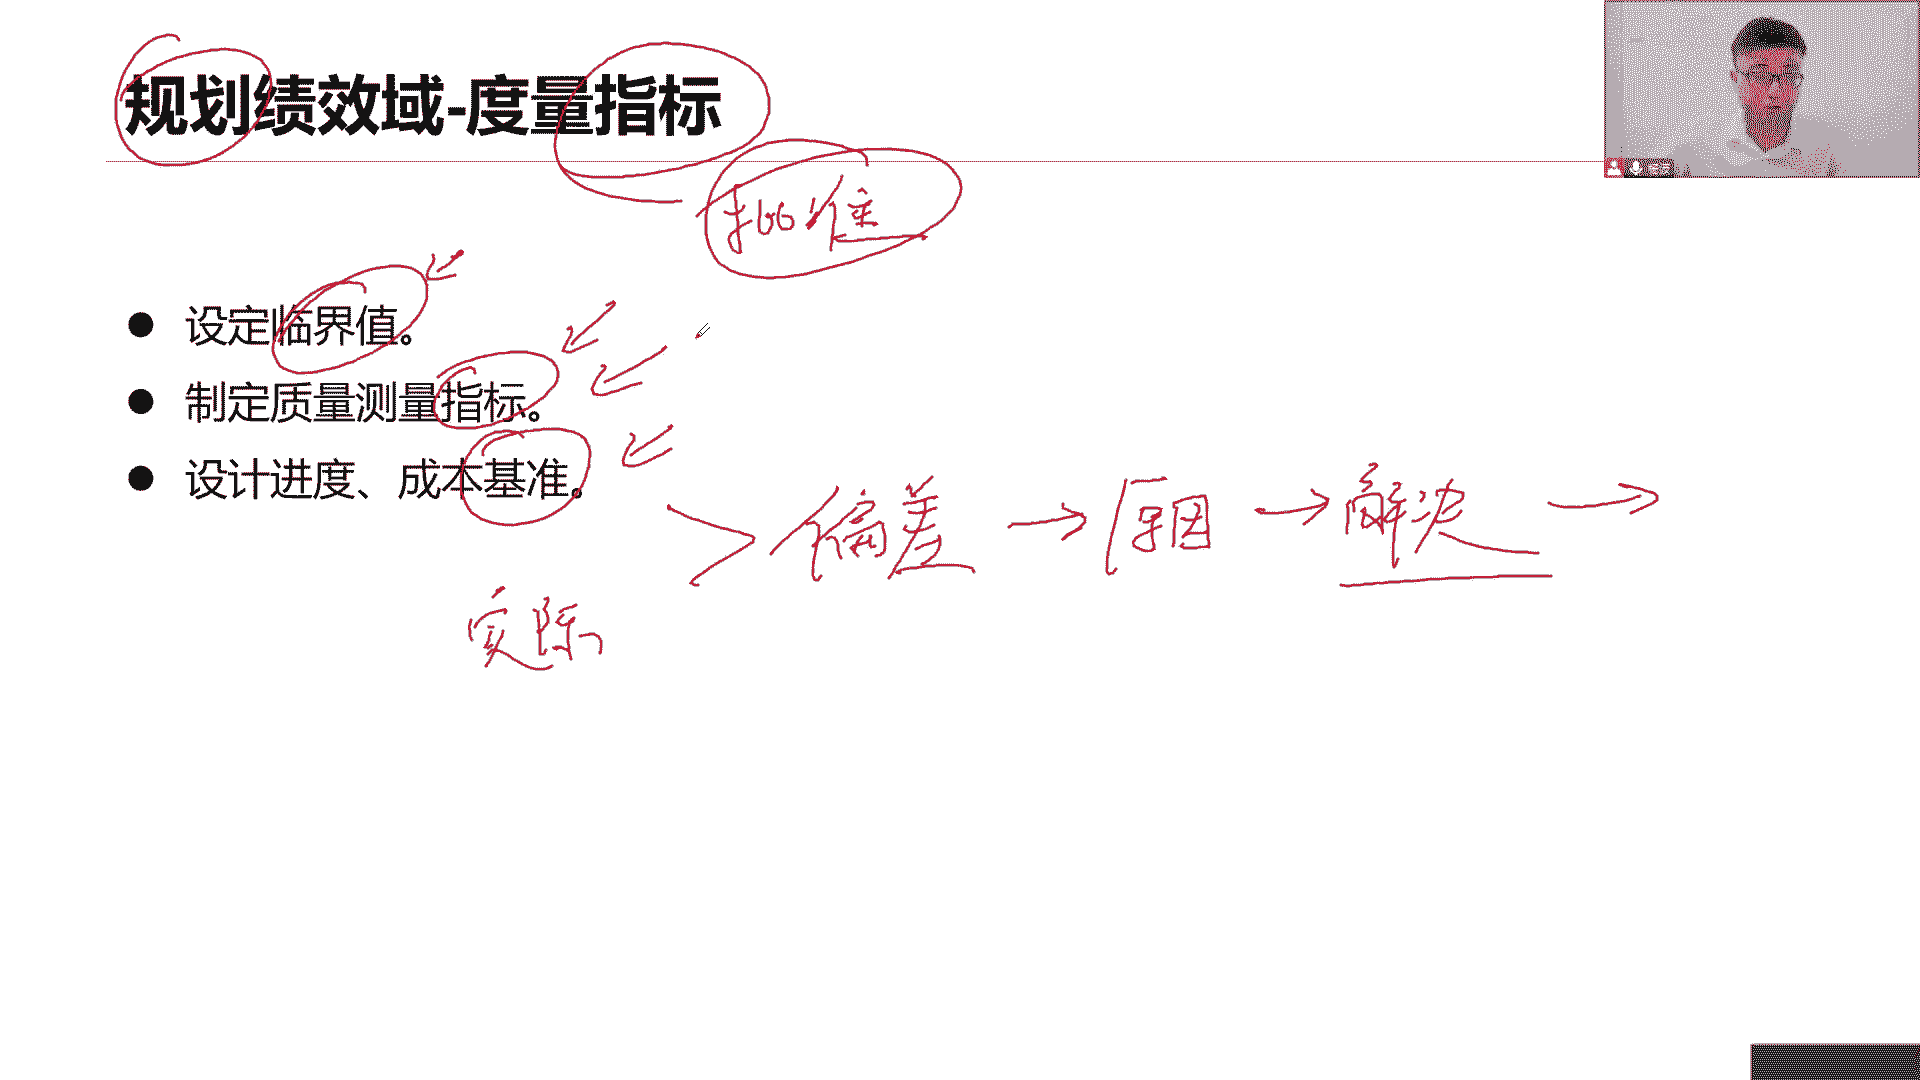 规划绩效域-度量指标
批准
设定临界值。
制定质量测量指标。
设计进度、成本基准。
偏差 → 原因 → 解决 →
实际